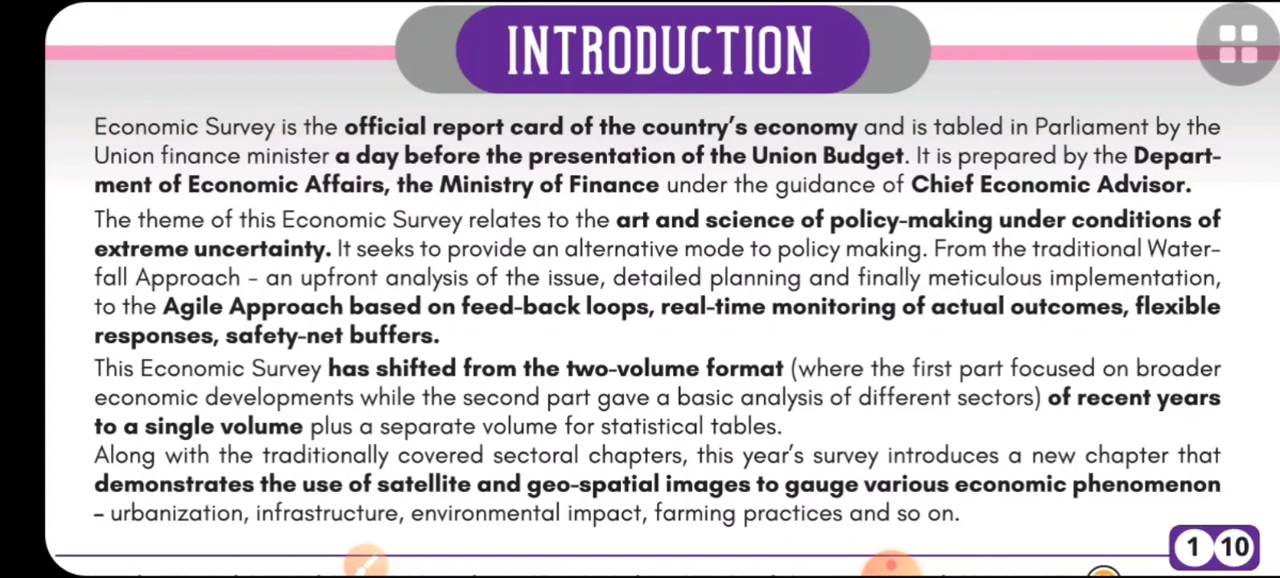 INTRODUCTION
Economic Survey is the official report card of the country's economy and is tabled in Parliament by the
Union finance minister a day before the presentation of the Union Budget. It is prepared by the Depart-
ment of Economic Affairs, the Ministry of Finance under the guidance of Chief Economic Advisor.
The theme of this Economic Survey relates to the art and science of policy-making under conditions of
extreme uncertainty. It seeks to provide an alternative mode to policy making. From the traditional Water-
fall Approach - an upfront analysis of the issue, detailed planning and finally meticulous implementation,
to the Agile Approach based on feed-back loops, real-time monitoring of actual outcomes, flexible
responses, safety-net buffers.
This Economic Survey has shifted from the two-volume format (where the first part focused on broader
economic developments while the second part gave a basic analysis of different sectors) of recent years
to a single volume plus a separate volume for statistical tables.
Along with the traditionally covered sectoral chapters, this year's survey introduces a new chapter that
demonstrates the use of satellite and geo-spatial images to gauge various economic phenomenon
- urbanization, infrastructure, environmental impact, farming practices and so on.
1 10